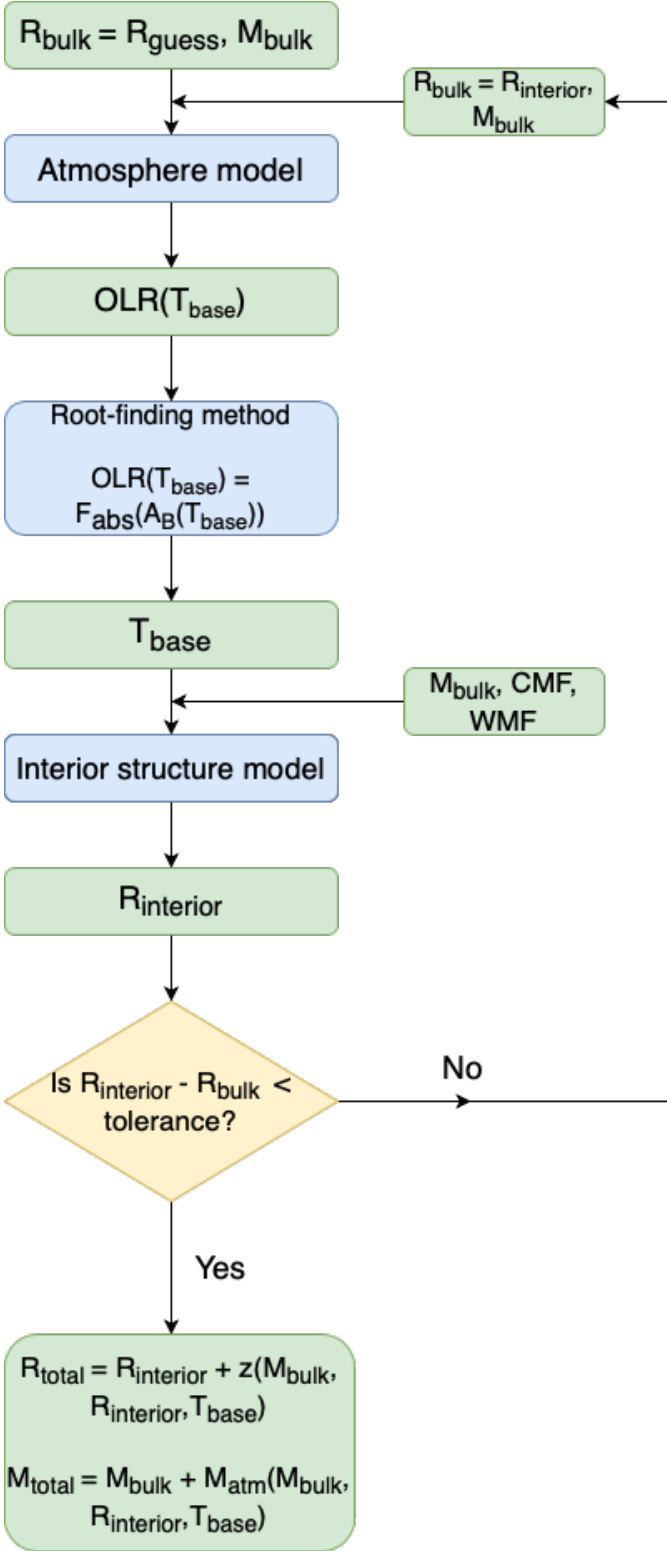 R_bulk = R_guess, M_bulk
R_bulk = R_interior,
M_bulk
Atmosphere model
OLR(T_base)
Root-finding method
OLR(T_base) =
F_abs(A_B(T_base))
T_base
M_bulk, CMF,
WMF
Interior structure model
R_interior
Is R_interior - R_bulk <
tolerance?
No
Yes
R_total = R_interior + z(M_bulk,
R_interior,T_base)
M_total = M_bulk + M_atm(M_bulk,
R_interior,T_base)